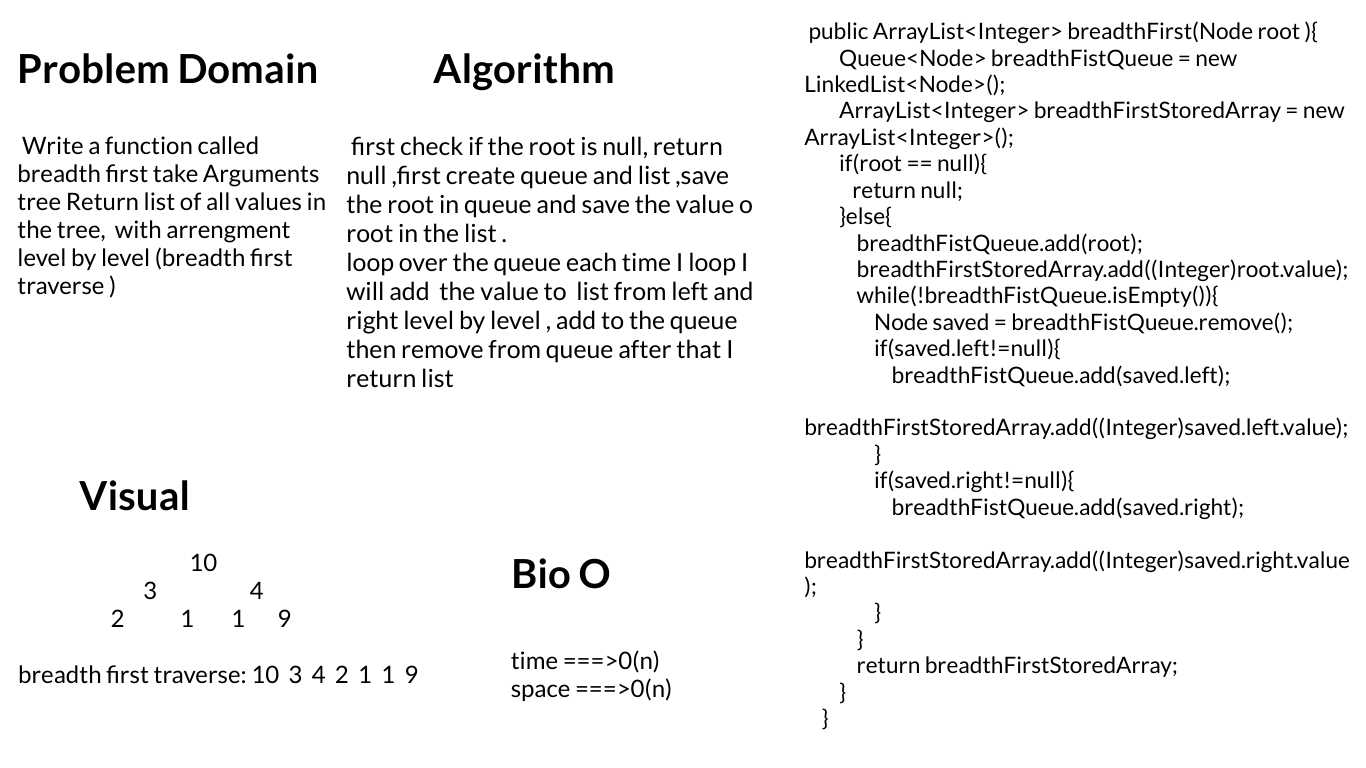 Problem Domain
Write a function called
breadth first take Arguments
tree Return list of all values in
the tree,  with arrengment
level by level (breadth first
traverse )
Algorithm
first check if the root is null, return
null ,first create queue and list ,save
the root in queue and save the value o
root in the list .
loop over the queue each time I loop I
will add  the value to  list from left and
right level by level , add to the queue
then remove from queue after that I
return list
Visual
10
3 4
2 1 1 9
breadth first traverse: 10 3 4 2 1 1 9
Bio O
time ===>0(n)
space ===>0(n)
public ArrayList<Integer> breadthFirst(Node root ){
Queue<Node> breadthFistQueue = new
LinkedList<Node>();
ArrayList<Integer> breadthFirstStoredArray = new
ArrayList<Integer>();
if(root == null){
return null;
}else{
breadthFistQueue.add(root);
breadthFirstStoredArray.add((Integer)root.value);
while(!breadthFistQueue.isEmpty()){
Node saved = breadthFistQueue.remove();
if(saved.left!=null){
breadthFistQueue.add(saved.left);
breadthFirstStoredArray.add((Integer)saved.left.value);
}
if(saved.right!=null){
breadthFistQueue.add(saved.right);
breadthFirstStoredArray.add((Integer)saved.right.value
);
}
}
return breadthFirstStoredArray;
}
}